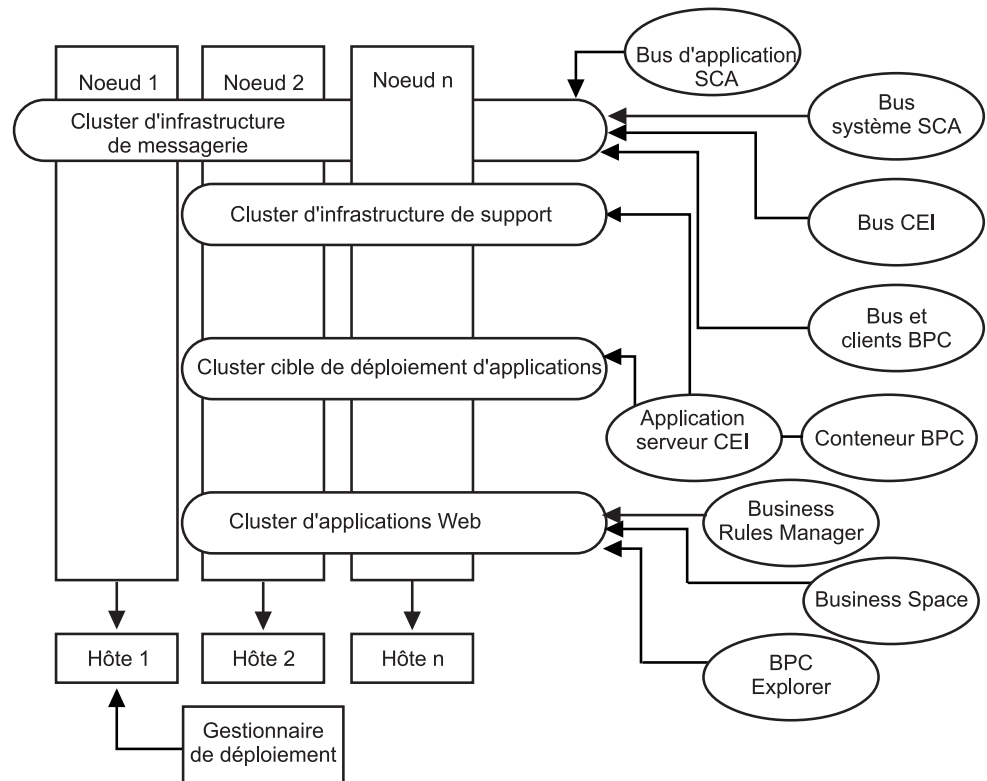 Noeud 1
Noeud 2
Noeud n
Bus d'application
SCA
Cluster d'infrastructure
de messagerie
Bus
système SCA
Cluster d'infrastructure de support
Bus CEI
Bus et
clients BPC
Cluster cible de déploiement d'applications
Application
serveur CEI
Conteneur BPC
Cluster d'applications Web
Business
Rules Manager
Business Space
Hôte 1
Hôte 2
Hôte n
BPC
Explorer
Gestionnaire
de déploiement